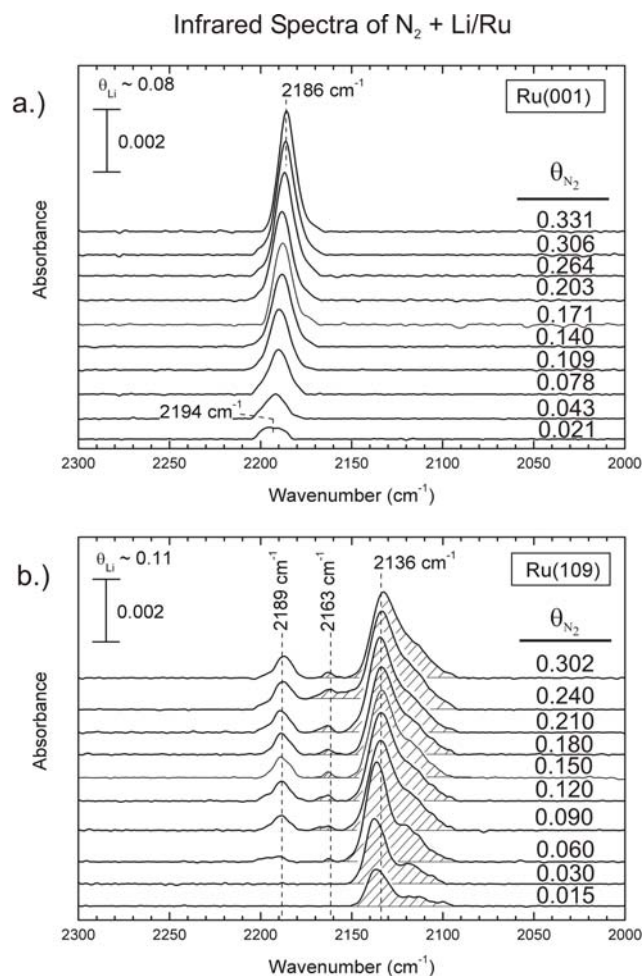 Infrared Spectra of N₂ + Li/Ru
a.)
θLi ~ 0.08
2186 cm⁻¹
Ru(001)
0.002
θN₂
0.331
0.306
0.264
0.203
0.171
0.140
0.109
0.078
0.043
0.021
2194 cm⁻¹
Absorbance
2300 2250 2200 2150 2100 2050 2000
Wavenumber (cm⁻¹)
b.)
θLi ~ 0.11
2189 cm⁻¹
2163 cm⁻¹
2136 cm⁻¹
Ru(109)
0.002
θN₂
0.302
0.240
0.210
0.180
0.150
0.120
0.090
0.060
0.030
0.015
Absorbance
2300 2250 2200 2150 2100 2050 2000
Wavenumber (cm⁻¹)